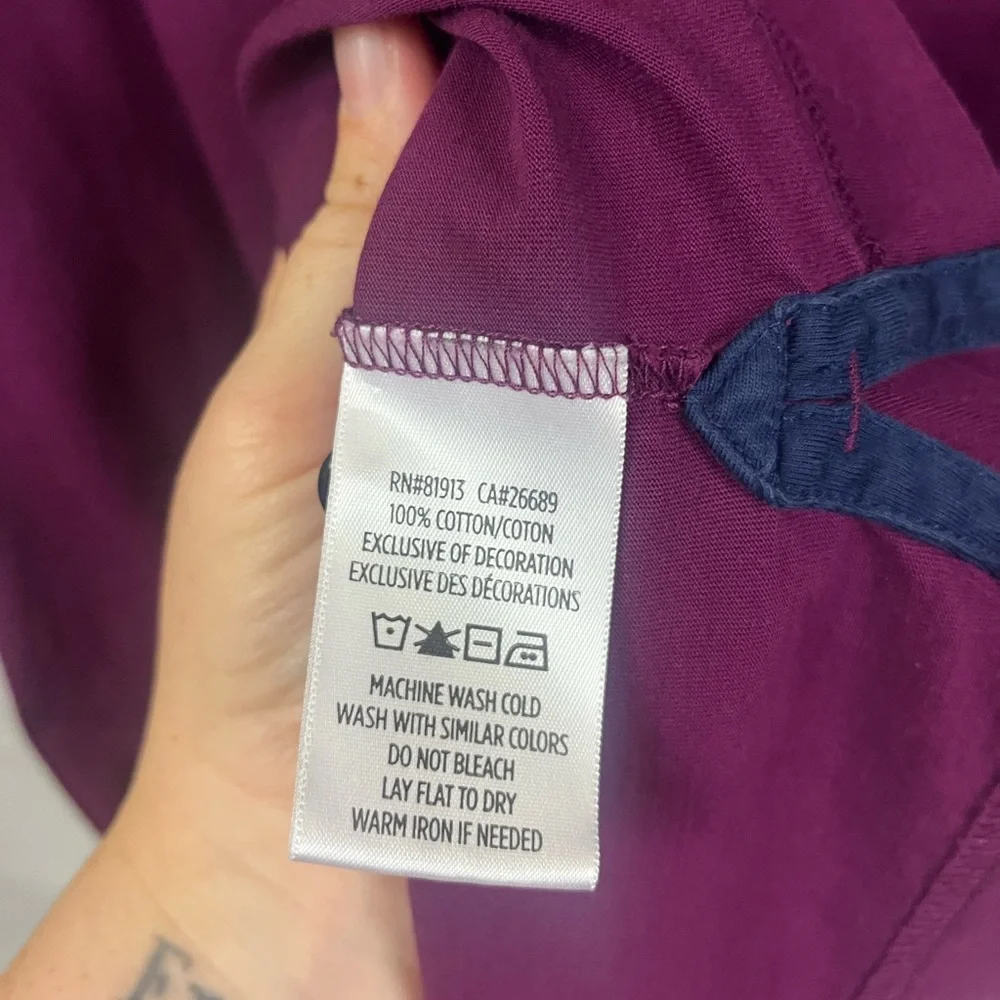 RN#81913 CA#26689
100% COTTON/COTON
EXCLUSIVE OF DECORATION
EXCLUSIVE DES DÉCORATIONS
MACHINE WASH COLD
WASH WITH SIMILAR COLORS
DO NOT BLEACH
LAY FLAT TO DRY
WARM IRON IF NEEDED